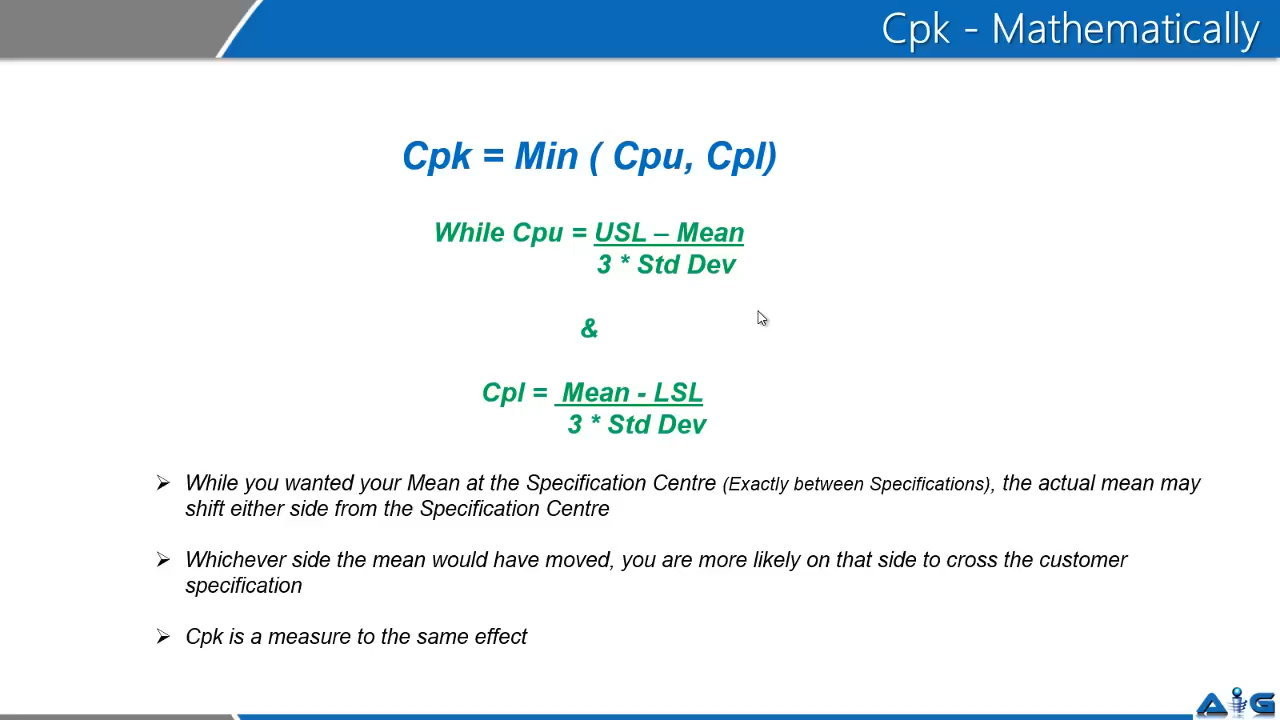 Cpk - Mathematically
Cpk = Min ( Cpu, Cpl)
While Cpu = USL – Mean
3 * Std Dev
&
Cpl = Mean - LSL
3 * Std Dev
➢ While you wanted your Mean at the Specification Centre (Exactly between Specifications), the actual mean may
shift either side from the Specification Centre
➢ Whichever side the mean would have moved, you are more likely on that side to cross the customer
specification
➢ Cpk is a measure to the same effect
AiG